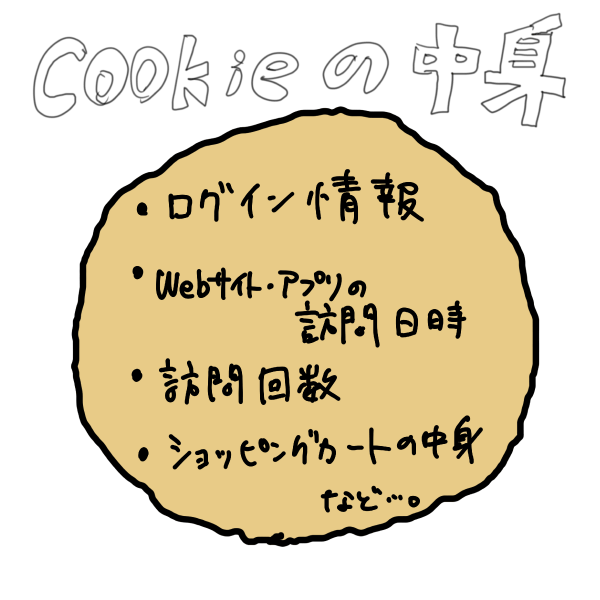 Cookieの中身
・ログイン情報
・Webサイト・アプリの
訪問日時
・訪問回数
・ショッピングカートの中身
など…。